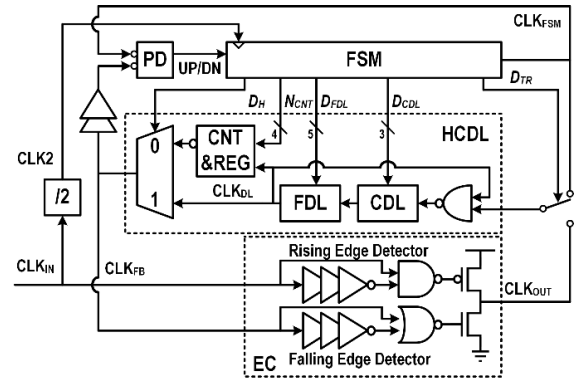 CLKFSM
PD
UP/DN
FSM
DTR
DH
NCNT
DFDL
DCDL
4
5
3
HCDL
0
1
CNT
&REG
CLKDL
FDL
CDL
CLK2
/2
CLKIN
CLKFB
Rising Edge Detector
CLKOUT
EC
Falling Edge Detector